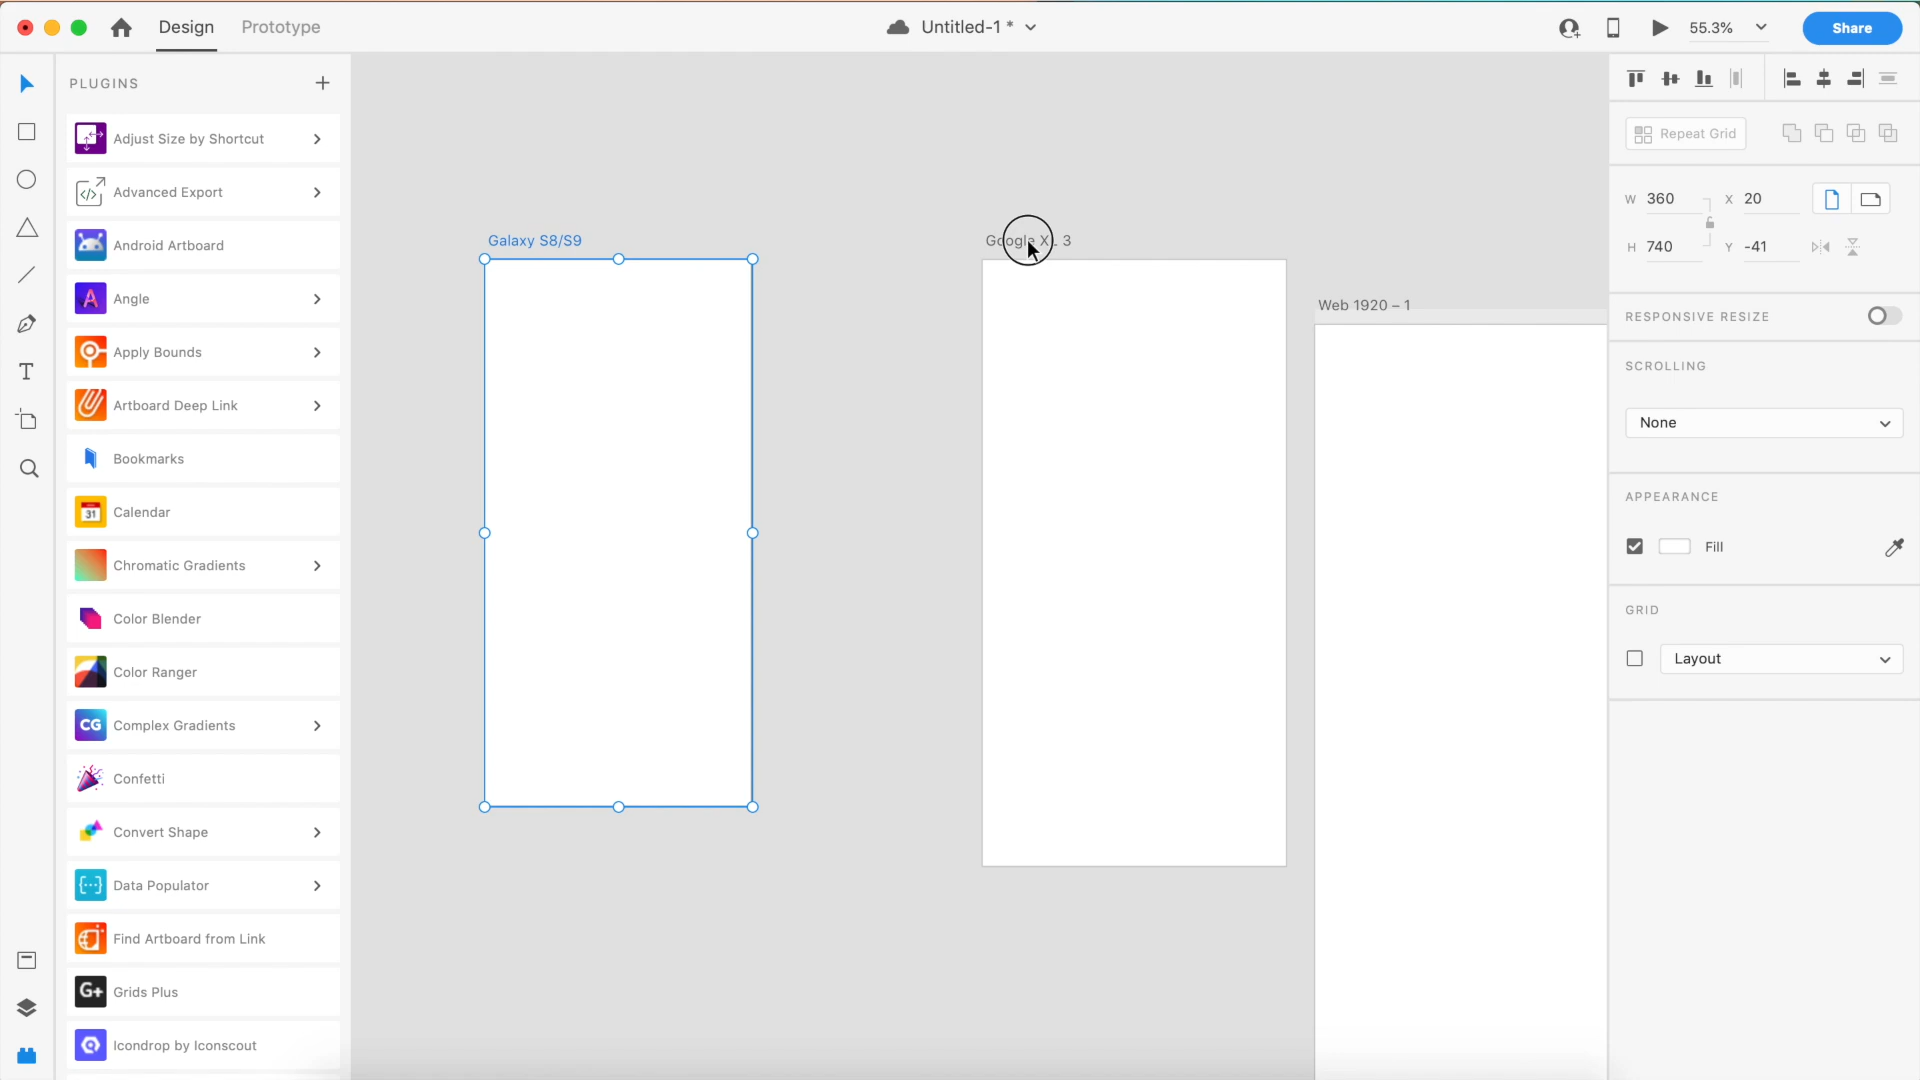 Design Prototype Untitled-1 * 55.3% Share
PLUGINS
Adjust Size by Shortcut
Advanced Export
Android Artboard
Angle
Apply Bounds
Artboard Deep Link
Bookmarks
31 Calendar
Chromatic Gradients
Color Blender
Color Ranger
CG Complex Gradients
Confetti
Convert Shape
Data Populator
Find Artboard from Link
G+ Grids Plus
Icondrop by Iconscout
Galaxy S8/S9
Google XL 3
Web 1920 – 1
Repeat Grid
W 360 X 20
H 740 Y -41
RESPONSIVE RESIZE
SCROLLING
None
APPEARANCE
Fill
GRID
Layout